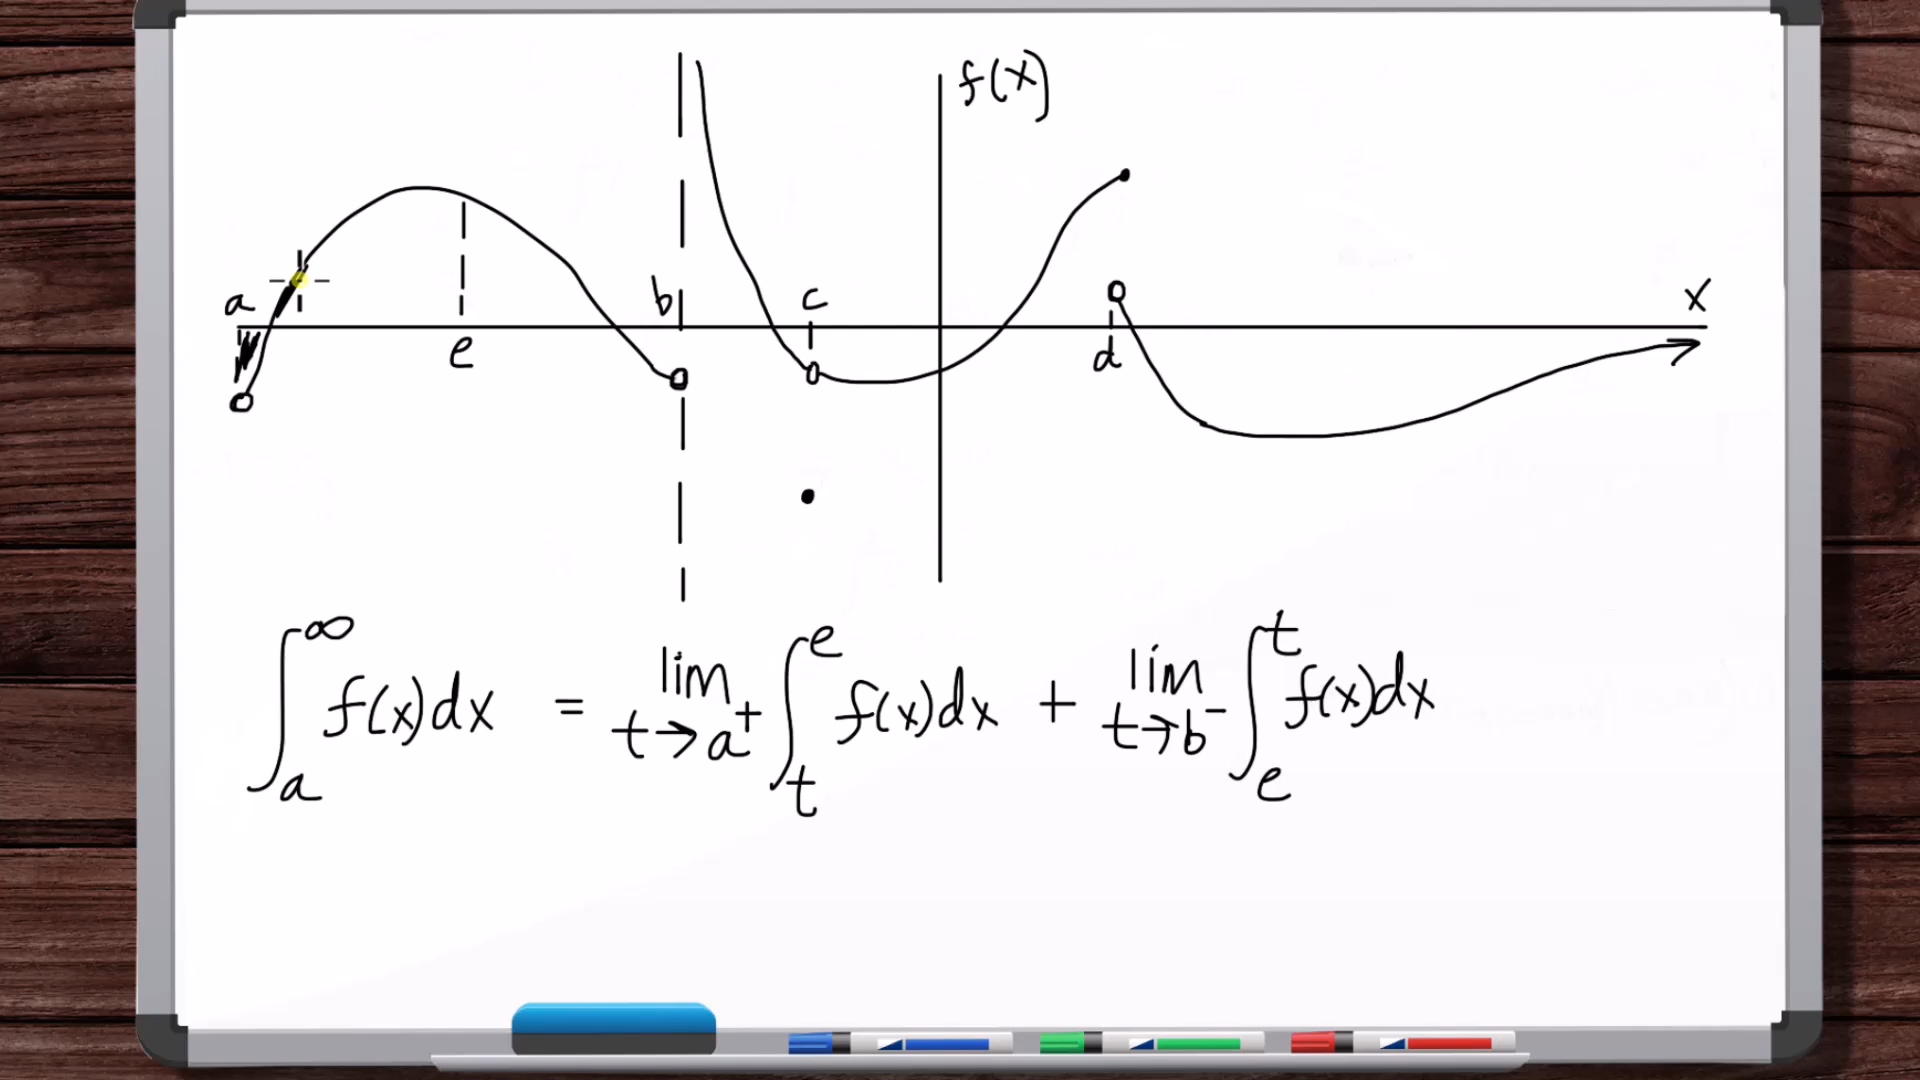 f(x)
a e b c d x
∫_a^∞ f(x)dx = lim_{t→a⁺} ∫_t^e f(x)dx + lim_{t→b⁻} ∫_e^t f(x)dx